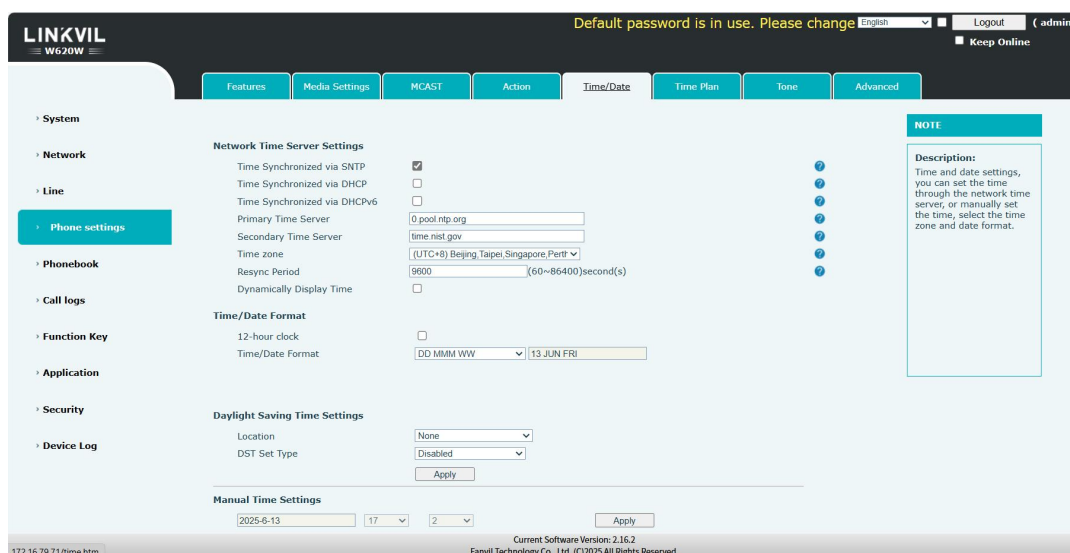 LINKVIL
W620W
Default password is in use. Please change
English
Logout
( admin
Keep Online
Features
Media Settings
MCAST
Action
Time/Date
Time Plan
Tone
Advanced
› System
› Network
› Line
› Phone settings
› Phonebook
› Call logs
› Function Key
› Application
› Security
› Device Log
Network Time Server Settings
Time Synchronized via SNTP
Time Synchronized via DHCP
Time Synchronized via DHCPv6
Primary Time Server 0.pool.ntp.org
Secondary Time Server time.nist.gov
Time zone (UTC+8) Beijing,Taipei,Singapore,Perth
Resync Period 9600 (60~86400)second(s)
Dynamically Display Time
Time/Date Format
12-hour clock
Time/Date Format DD MMM WW 13 JUN FRI
Daylight Saving Time Settings
Location None
DST Set Type Disabled
Apply
Manual Time Settings
2025-6-13 17 2 Apply
NOTE
Description:
Time and date settings,
you can set the time
through the network time
server, or manually set
the time, select the time
zone and date format.
Current Software Version: 2.16.2
Fanvil Technology Co., Ltd. (C)2025 All Rights Reserved.
172.16.79.71/time.htm